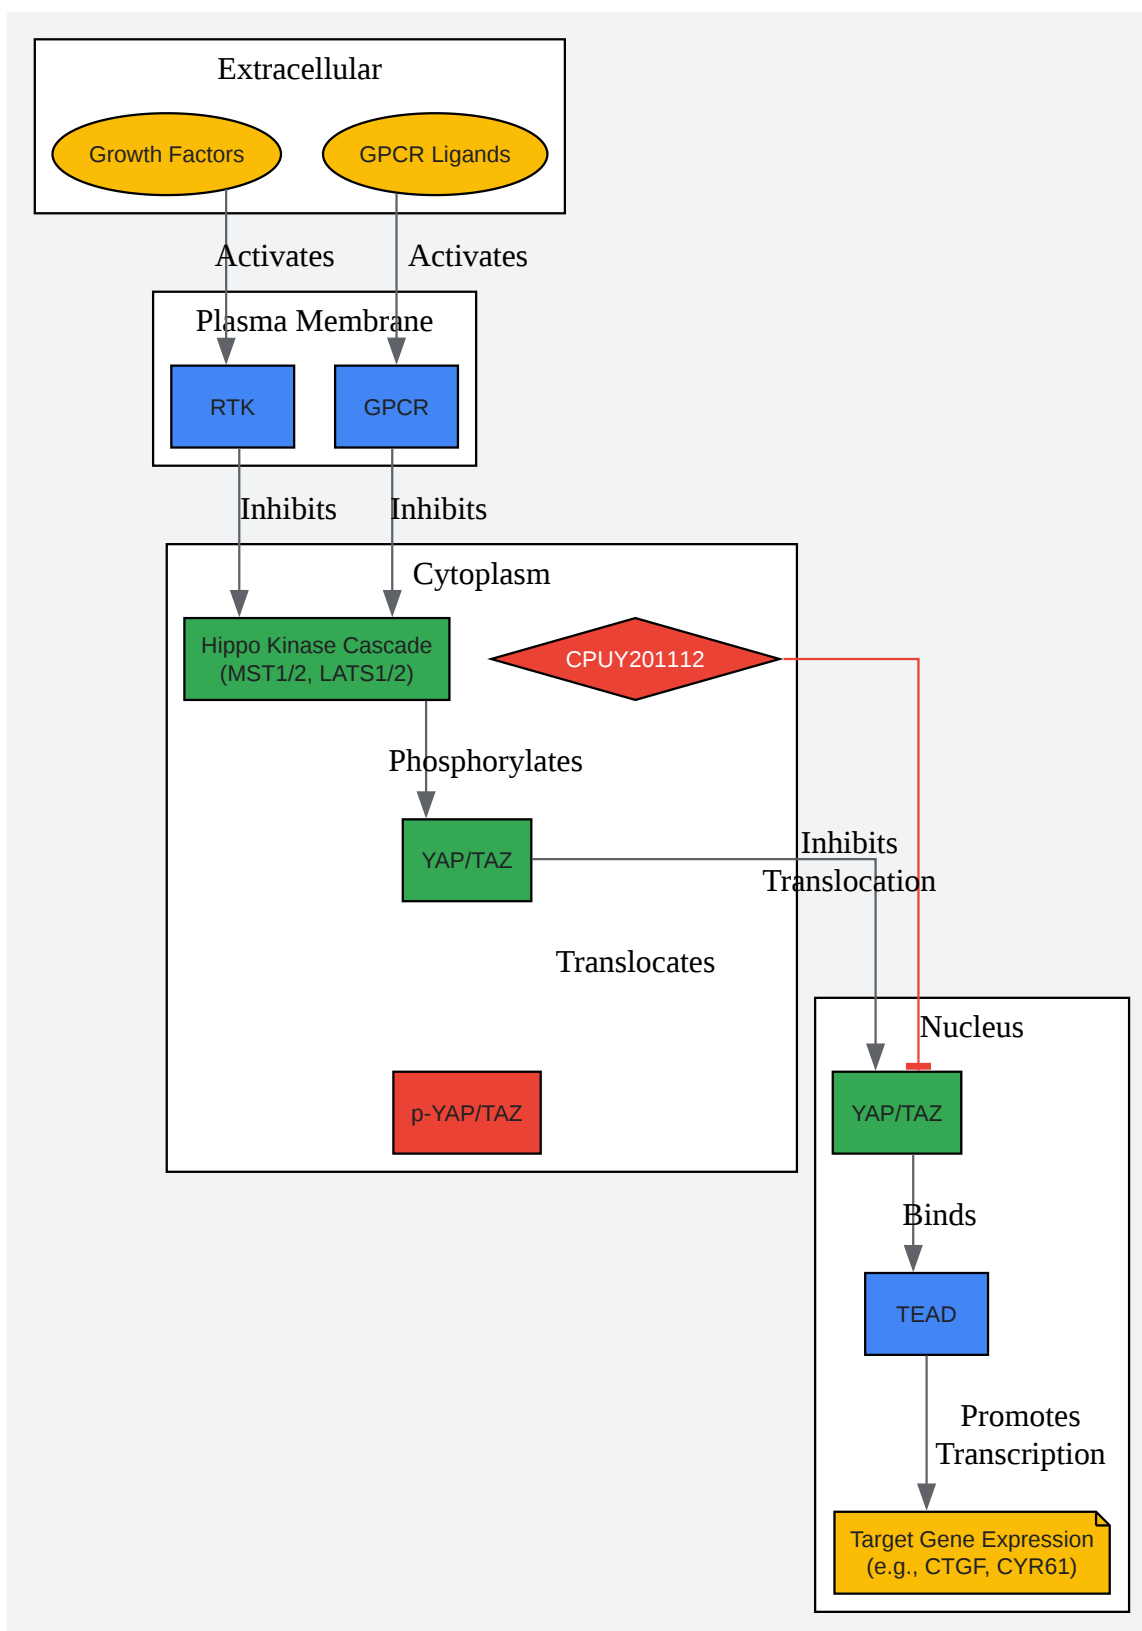 Extracellular
Growth Factors
GPCR Ligands
Activates
Activates
Plasma Membrane
RTK
GPCR
Inhibits
Inhibits
Cytoplasm
Hippo Kinase Cascade
(MST1/2, LATS1/2)
CPUY201112
Phosphorylates
YAP/TAZ
Inhibits
Translocation
Translocates
Nucleus
p-YAP/TAZ
YAP/TAZ
Binds
TEAD
Promotes
Transcription
Target Gene Expression
(e.g., CTGF, CYR61)